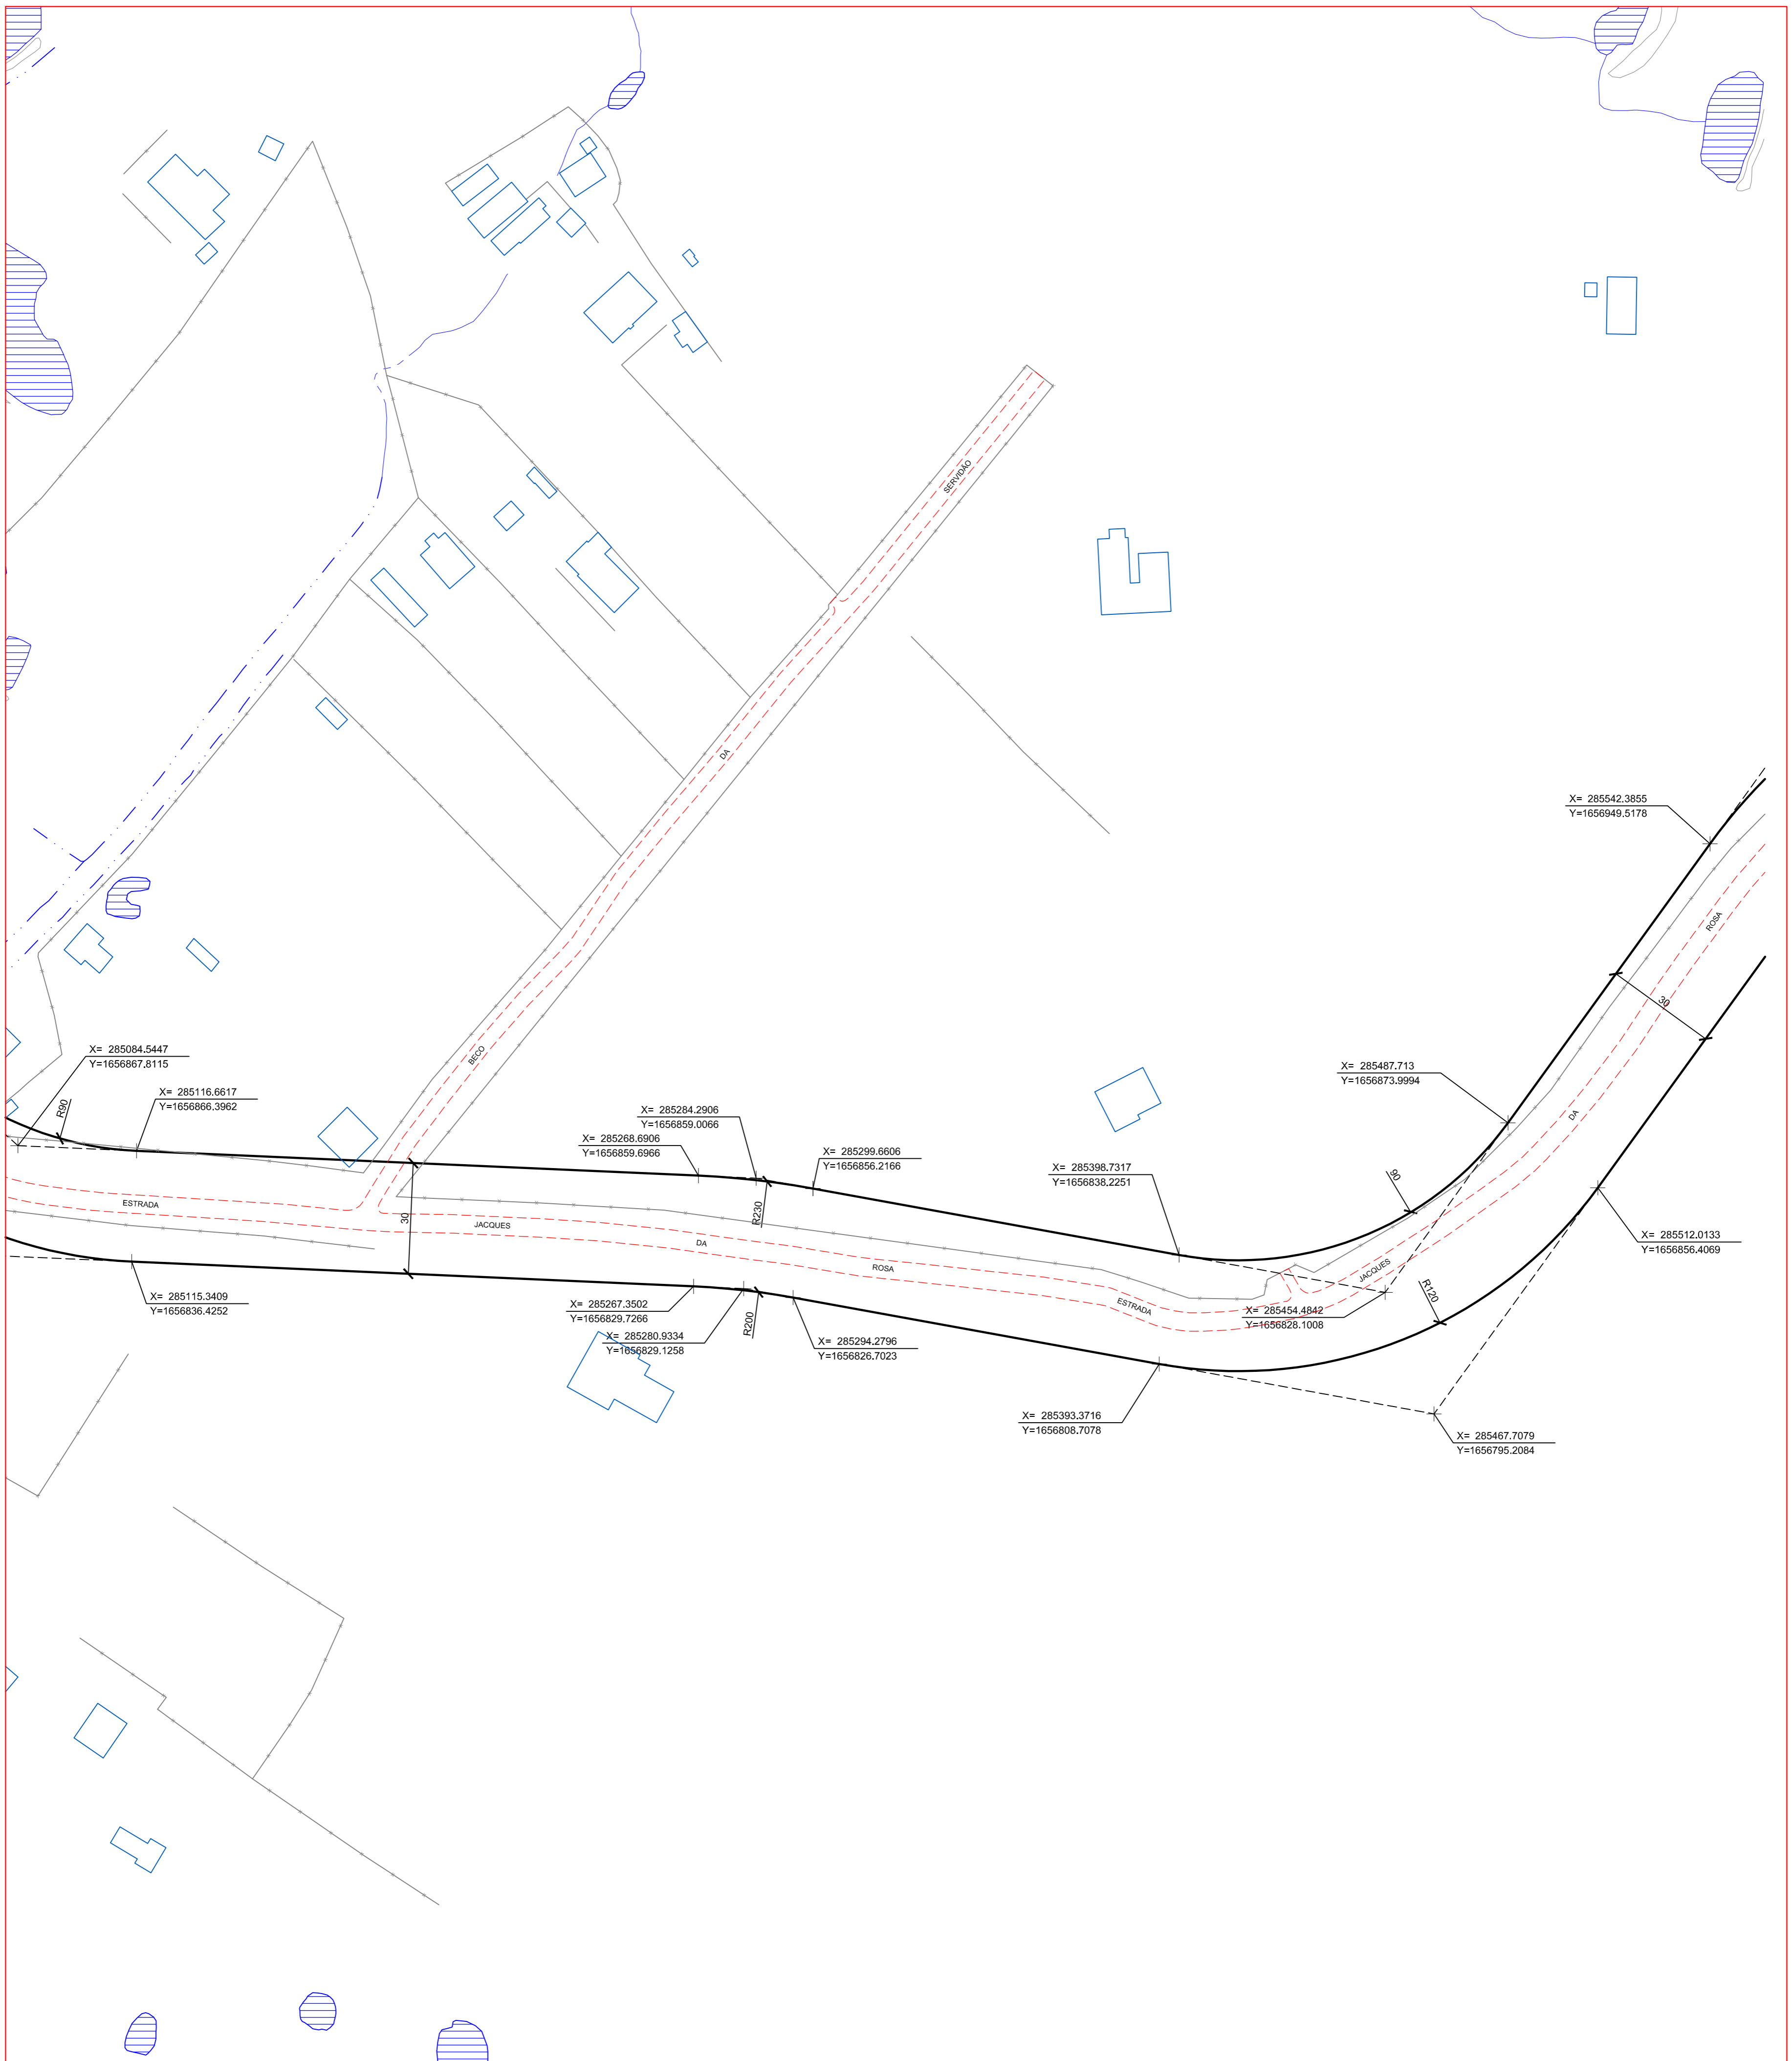 SERVIDÃO
DA
BECO
X= 285542.3855
Y=1656949.5178
ROSA
30
DA
X= 285487.713
Y=1656873.9994
X= 285084.5447
Y=1656867.8115
R90
X= 285116.6617
Y=1656866.3962
X= 285284.2906
Y=1656859.0066
X= 285268.6906
Y=1656859.6966
X= 285299.6606
Y=1656856.2166
X= 285398.7317
Y=1656838.2251
90
ESTRADA
30
JACQUES
R230
DA
ROSA
JACQUES
X= 285512.0133
Y=1656856.4069
X= 285115.3409
Y=1656836.4252
X= 285267.3502
Y=1656829.7266
ESTRADA
X= 285454.4842
Y=1656828.1008
R120
R200
X= 285280.9334
Y=1656829.1258
X= 285294.2796
Y=1656826.7023
X= 285393.3716
Y=1656808.7078
X= 285467.7079
Y=1656795.2084